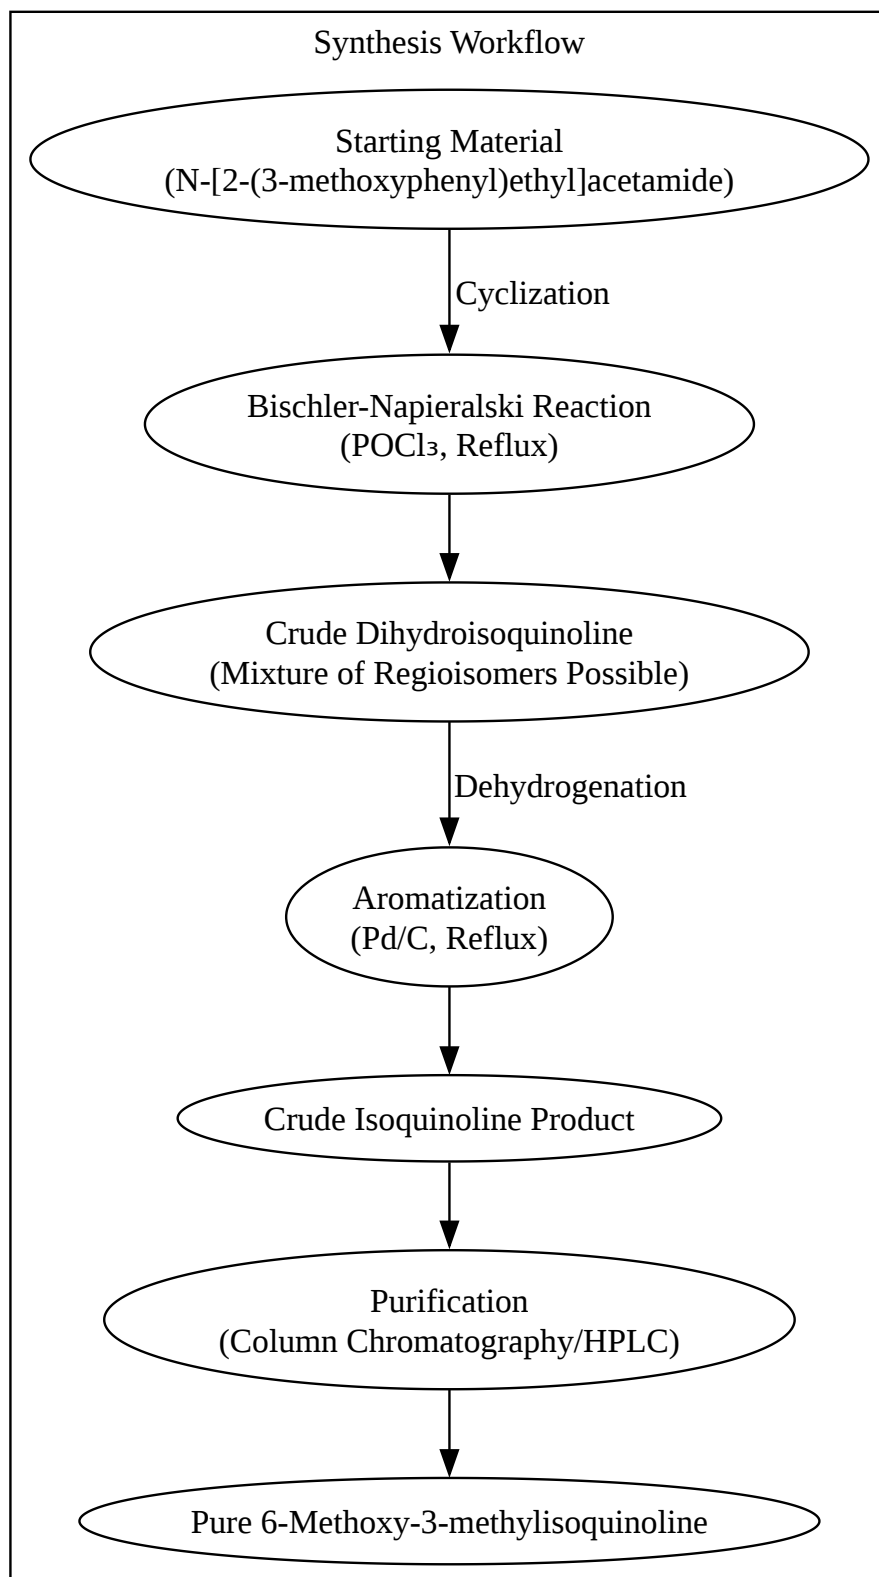 Synthesis Workflow
Starting Material
(N-[2-(3-methoxyphenyl)ethyl]acetamide)
Cyclization
Bischler-Napieralski Reaction
(POCl₃, Reflux)
Crude Dihydroisoquinoline
(Mixture of Regioisomers Possible)
Dehydrogenation
Aromatization
(Pd/C, Reflux)
Crude Isoquinoline Product
Purification
(Column Chromatography/HPLC)
Pure 6-Methoxy-3-methylisoquinoline